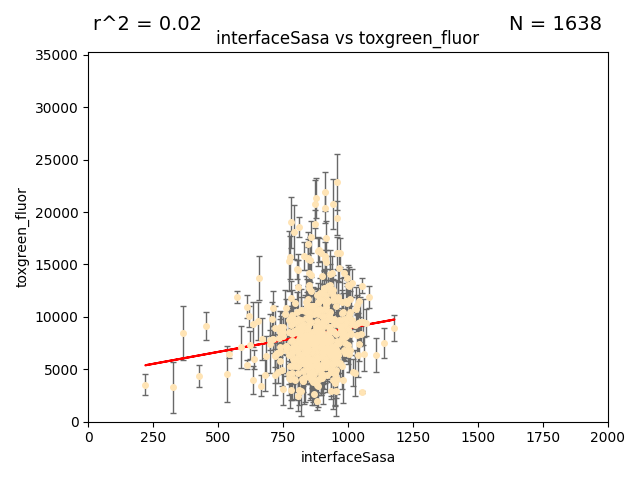 r^2 = 0.02
N = 1638
interfaceSasa vs toxgreen_fluor
35000
30000
25000
20000
15000
10000
5000
0
toxgreen_fluor
0 250 500 750 1000 1250 1500 1750 2000
interfaceSasa